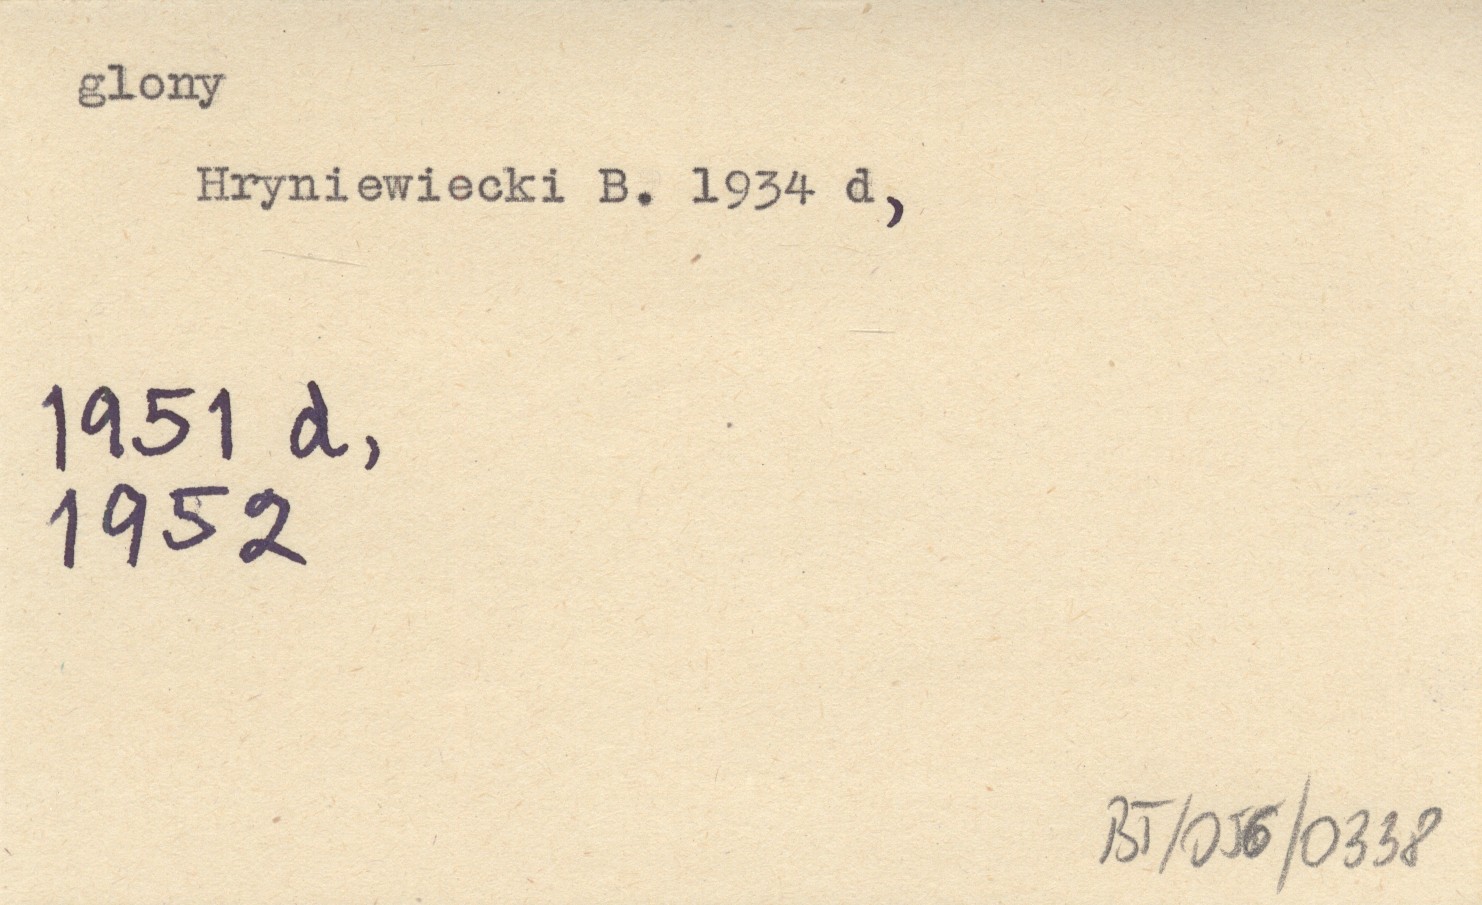 glony
Hryniewiecki B. 1934 d,
1951 d,
1952
BT/056/0338